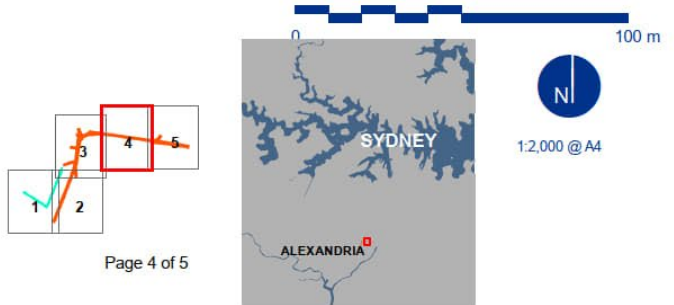 0 100 m
N
1:2,000 @ A4
SYDNEY
ALEXANDRIA
4 5
3
1 2
Page 4 of 5